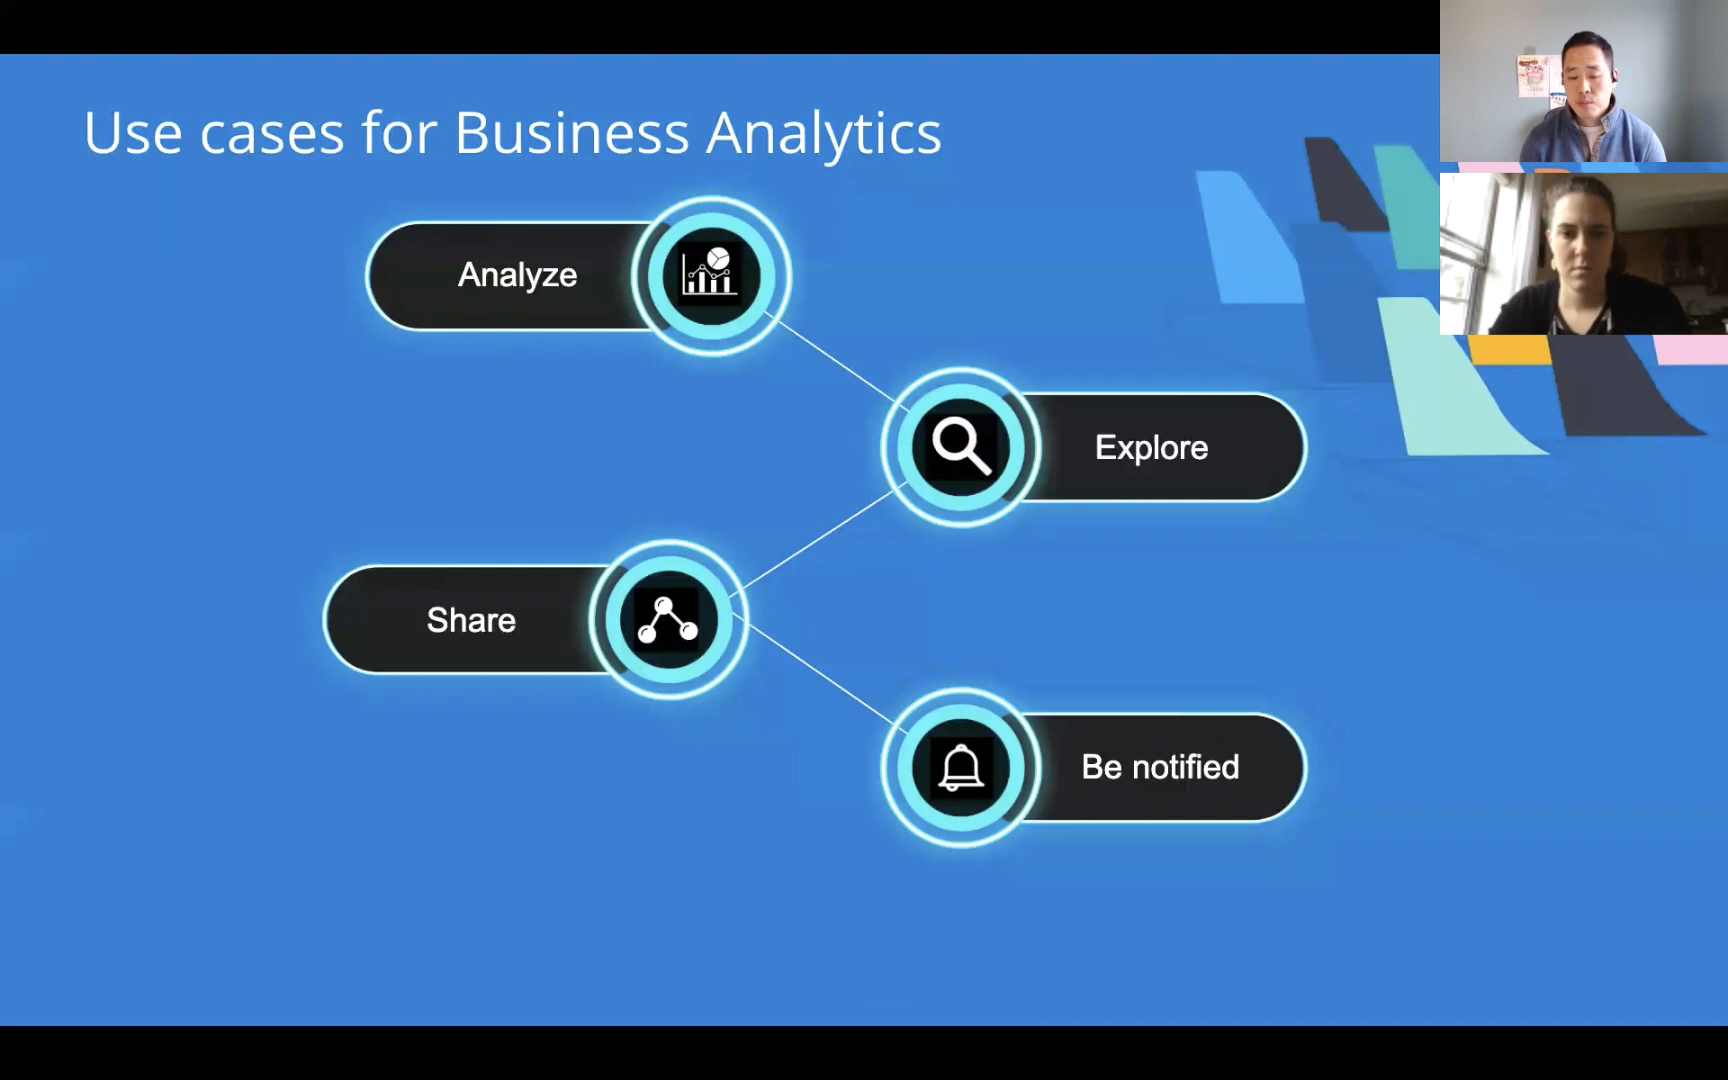 Use cases for Business Analytics
Analyze
Explore
Share
Be notified